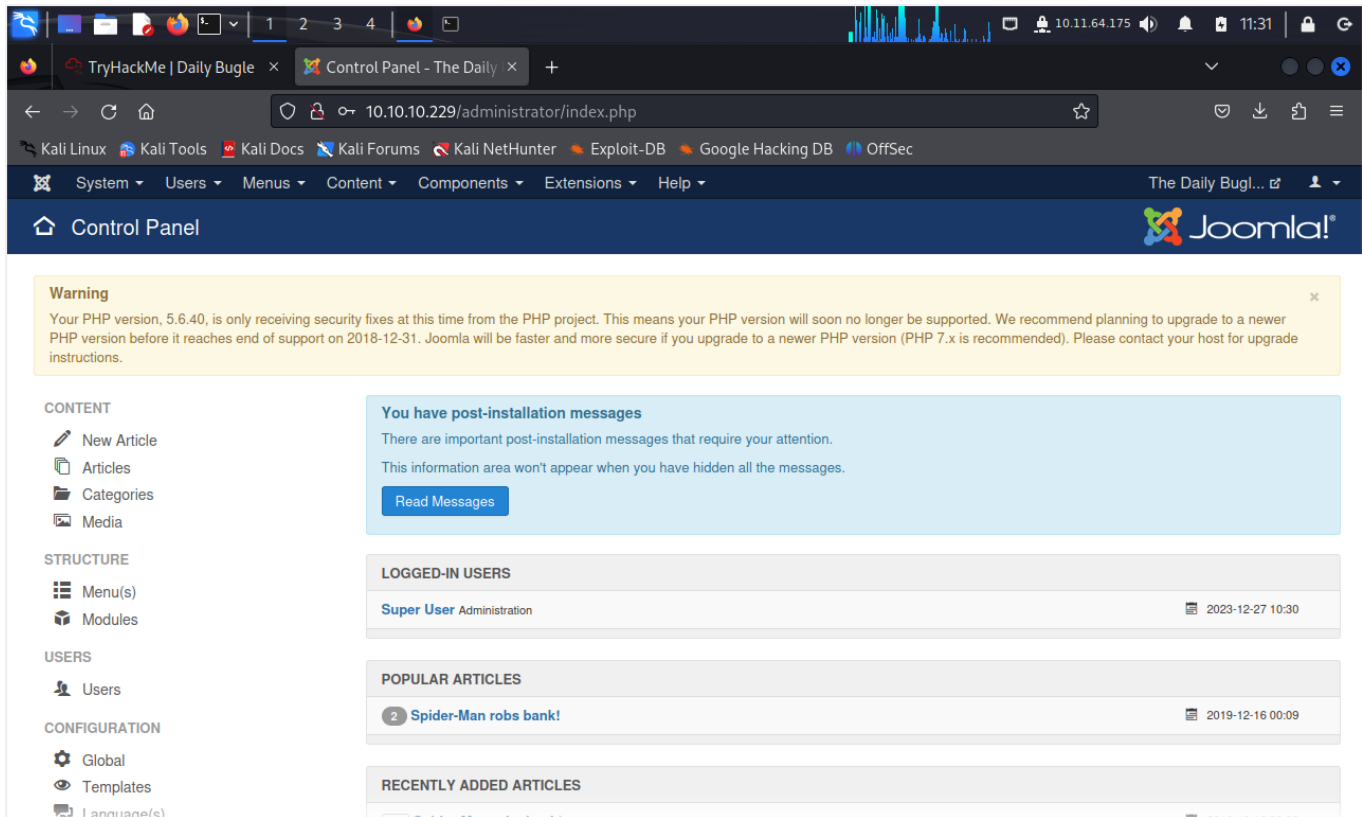 1 2 3 4 10.11.64.175 11:31
TryHackMe | Daily Bugle × Control Panel - The Daily × +
10.10.10.229/administrator/index.php
Kali Linux Kali Tools Kali Docs Kali Forums Kali NetHunter Exploit-DB Google Hacking DB OffSec
System Users Menus Content Components Extensions Help The Daily Bugl...
Control Panel Joomla!®
Warning ×
Your PHP version, 5.6.40, is only receiving security fixes at this time from the PHP project. This means your PHP version will soon no longer be supported. We recommend planning to upgrade to a newer
PHP version before it reaches end of support on 2018-12-31. Joomla will be faster and more secure if you upgrade to a newer PHP version (PHP 7.x is recommended). Please contact your host for upgrade
instructions.
CONTENT
New Article
Articles
Categories
Media
STRUCTURE
Menu(s)
Modules
USERS
Users
CONFIGURATION
Global
Templates
Language(s)
You have post-installation messages
There are important post-installation messages that require your attention.
This information area won't appear when you have hidden all the messages.
Read Messages
LOGGED-IN USERS
Super User Administration 2023-12-27 10:30
POPULAR ARTICLES
2 Spider-Man robs bank! 2019-12-16 00:09
RECENTLY ADDED ARTICLES